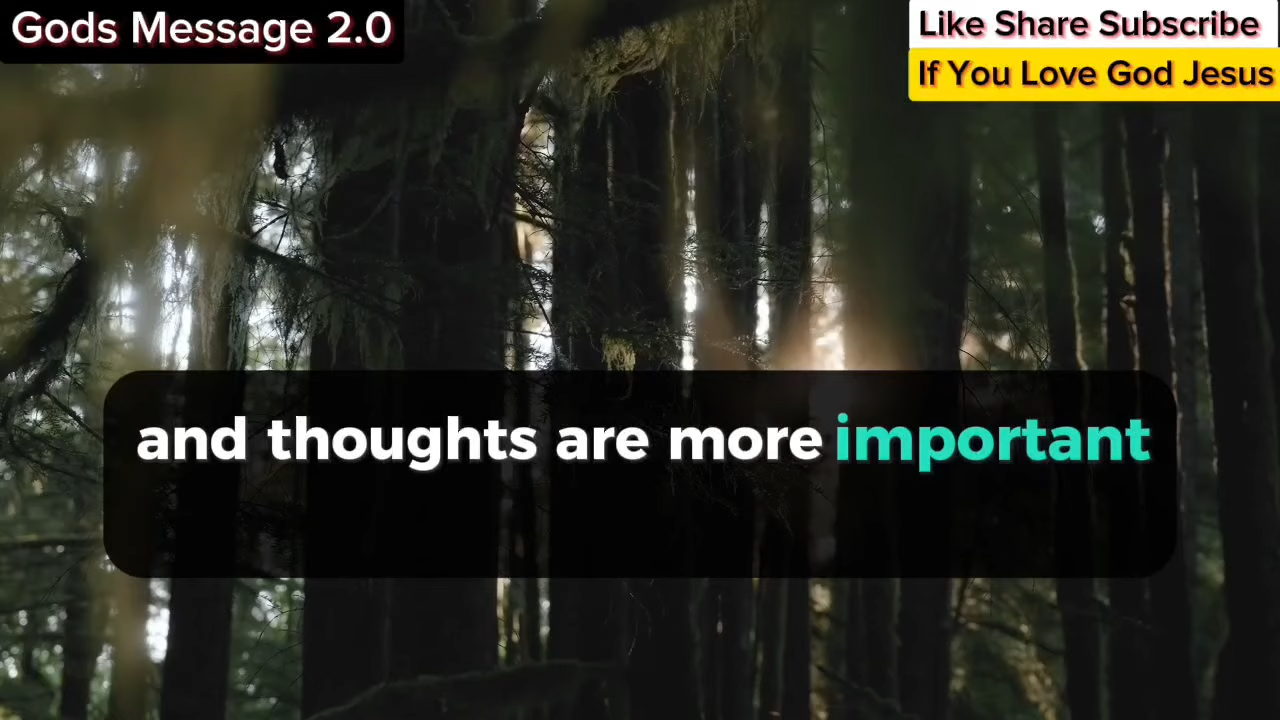 Gods Message 2.0
Like Share Subscribe
If You Love God Jesus
and thoughts are more important